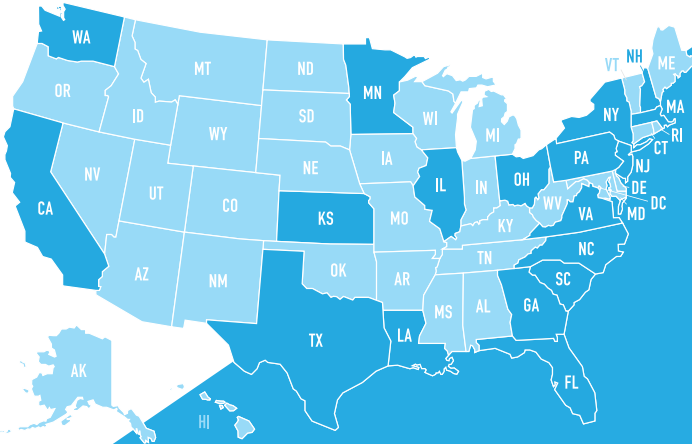 WA
MT
ND
MN
VT
NH
ME
OR
ID
SD
WI
MI
NY
MA
RI
CT
WY
NV
UT
CO
NE
IA
IL
IN
OH
PA
NJ
DE
DC
MD
WV
VA
CA
KS
MO
KY
NC
TN
SC
AZ
NM
OK
AR
MS
AL
GA
TX
LA
FL
AK
HI